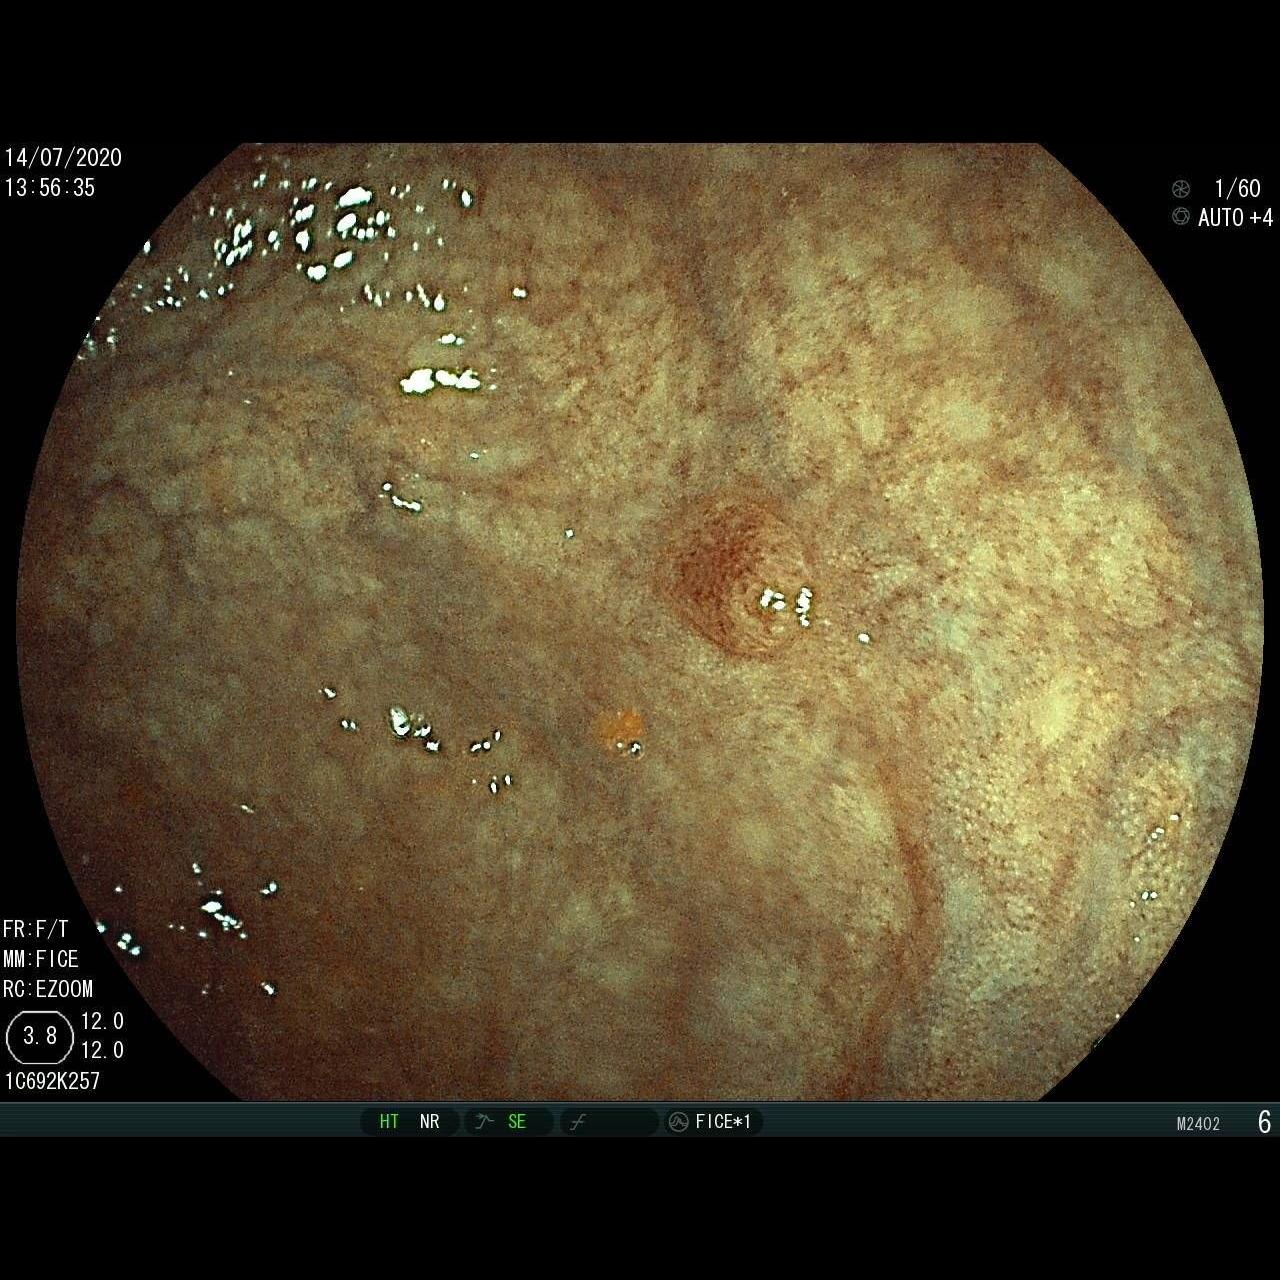 14/07/2020
13:56:35
1/60
AUTO +4
FR:F/T
MM:FICE
RC:EZOOM
3.8
12.0
12.0
1C692K257
HT NR SE FICE*1 M2402 6